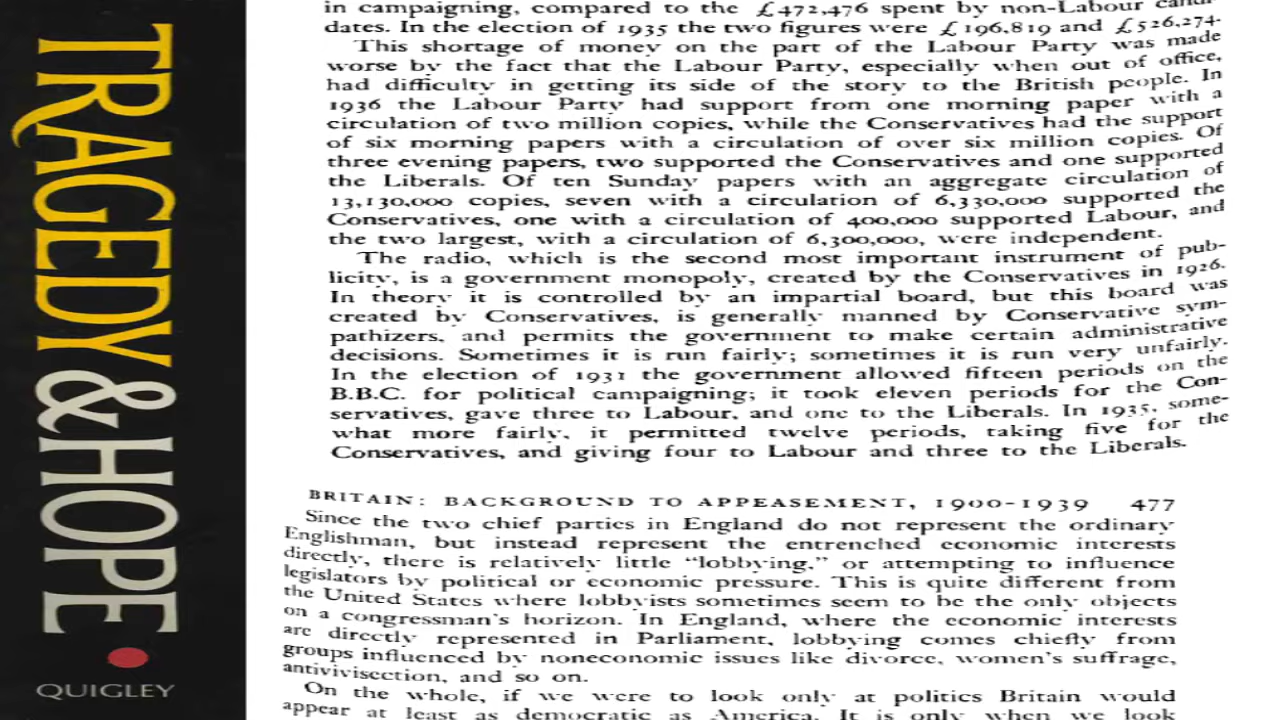 TRAGEDY & HOPE
QUIGLEY
in campaigning, compared to the £472,476 spent by non-Labour candi-
dates. In the election of 1935 the two figures were £196,819 and £526,274.
This shortage of money on the part of the Labour Party was made
worse by the fact that the Labour Party, especially when out of office,
had difficulty in getting its side of the story to the British people. In
1936 the Labour Party had support from one morning paper with a
circulation of two million copies, while the Conservatives had the support
of six morning papers with a circulation of over six million copies. Of
three evening papers, two supported the Conservatives and one supported
the Liberals. Of ten Sunday papers with an aggregate circulation of
13,130,000 copies, seven with a circulation of 6,330,000 supported the
Conservatives, one with a circulation of 400,000 supported Labour, and
the two largest, with a circulation of 6,300,000, were independent.
The radio, which is the second most important instrument of pub-
licity, is a government monopoly, created by the Conservatives in 1926.
In theory it is controlled by an impartial board, but this board was
created by Conservatives, is generally manned by Conservative sym-
pathizers, and permits the government to make certain administrative
decisions. Sometimes it is run fairly; sometimes it is run very unfairly.
In the election of 1931 the government allowed fifteen periods on the
B.B.C. for political campaigning; it took eleven periods for the Con-
servatives, gave three to Labour, and one to the Liberals. In 1935, some-
what more fairly, it permitted twelve periods, taking five for the
Conservatives, and giving four to Labour and three to the Liberals.
BRITAIN: BACKGROUND TO APPEASEMENT, 1900-1939 477
Since the two chief parties in England do not represent the ordinary
Englishman, but instead represent the entrenched economic interests
directly, there is relatively little "lobbying," or attempting to influence
legislators by political or economic pressure. This is quite different from
the United States where lobbyists sometimes seem to be the only objects
on a congressman's horizon. In England, where the economic interests
are directly represented in Parliament, lobbying comes chiefly from
groups influenced by noneconomic issues like divorce, women's suffrage,
antivivisection, and so on.
On the whole, if we were to look only at politics Britain would
appear at least as democratic as America. It is only when we look